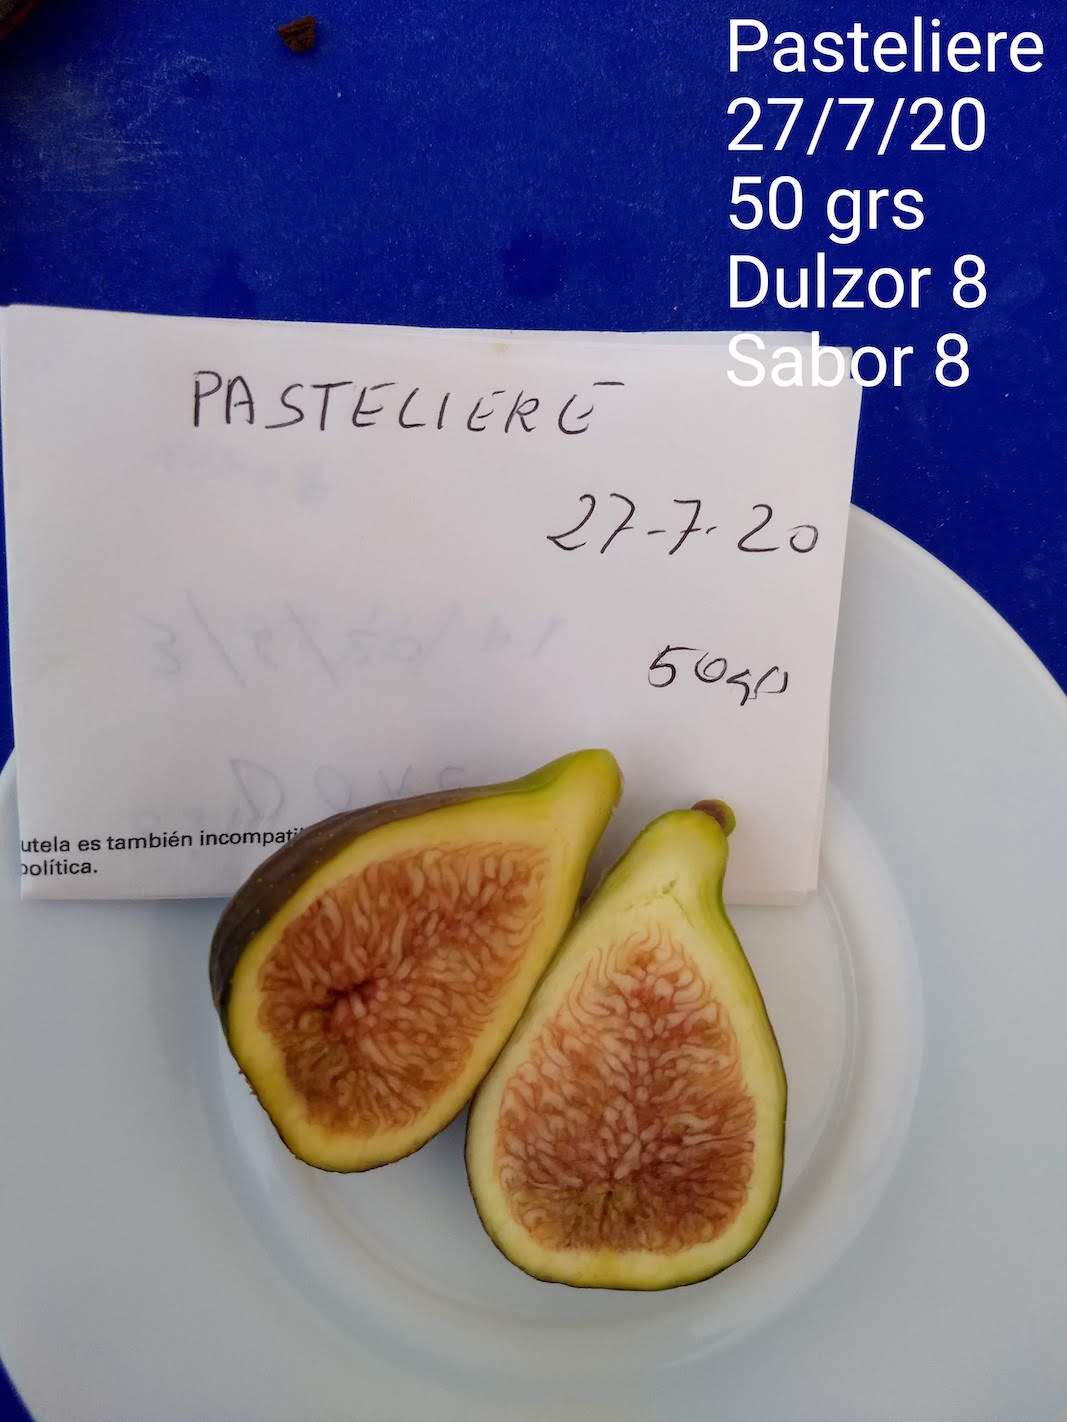 Pasteliere
27/7/20
50 grs
Dulzor 8
Sabor 8
PASTELIERE
27-7-20
50gr
utela es también incompati
política.